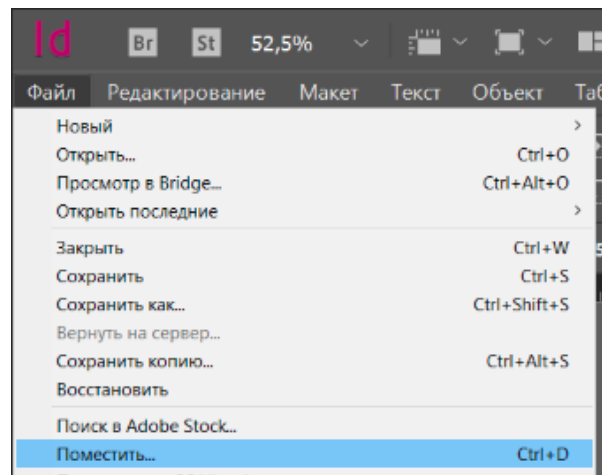 Id Br St 52,5%
Файл Редактирование Макет Текст Объект Таб
Новый
Открыть... Ctrl+O
Просмотр в Bridge... Ctrl+Alt+O
Открыть последние
Закрыть Ctrl+W
Сохранить Ctrl+S
Сохранить как... Ctrl+Shift+S
Вернуть на сервер...
Сохранить копию... Ctrl+Alt+S
Восстановить
Поиск в Adobe Stock...
Поместить... Ctrl+D